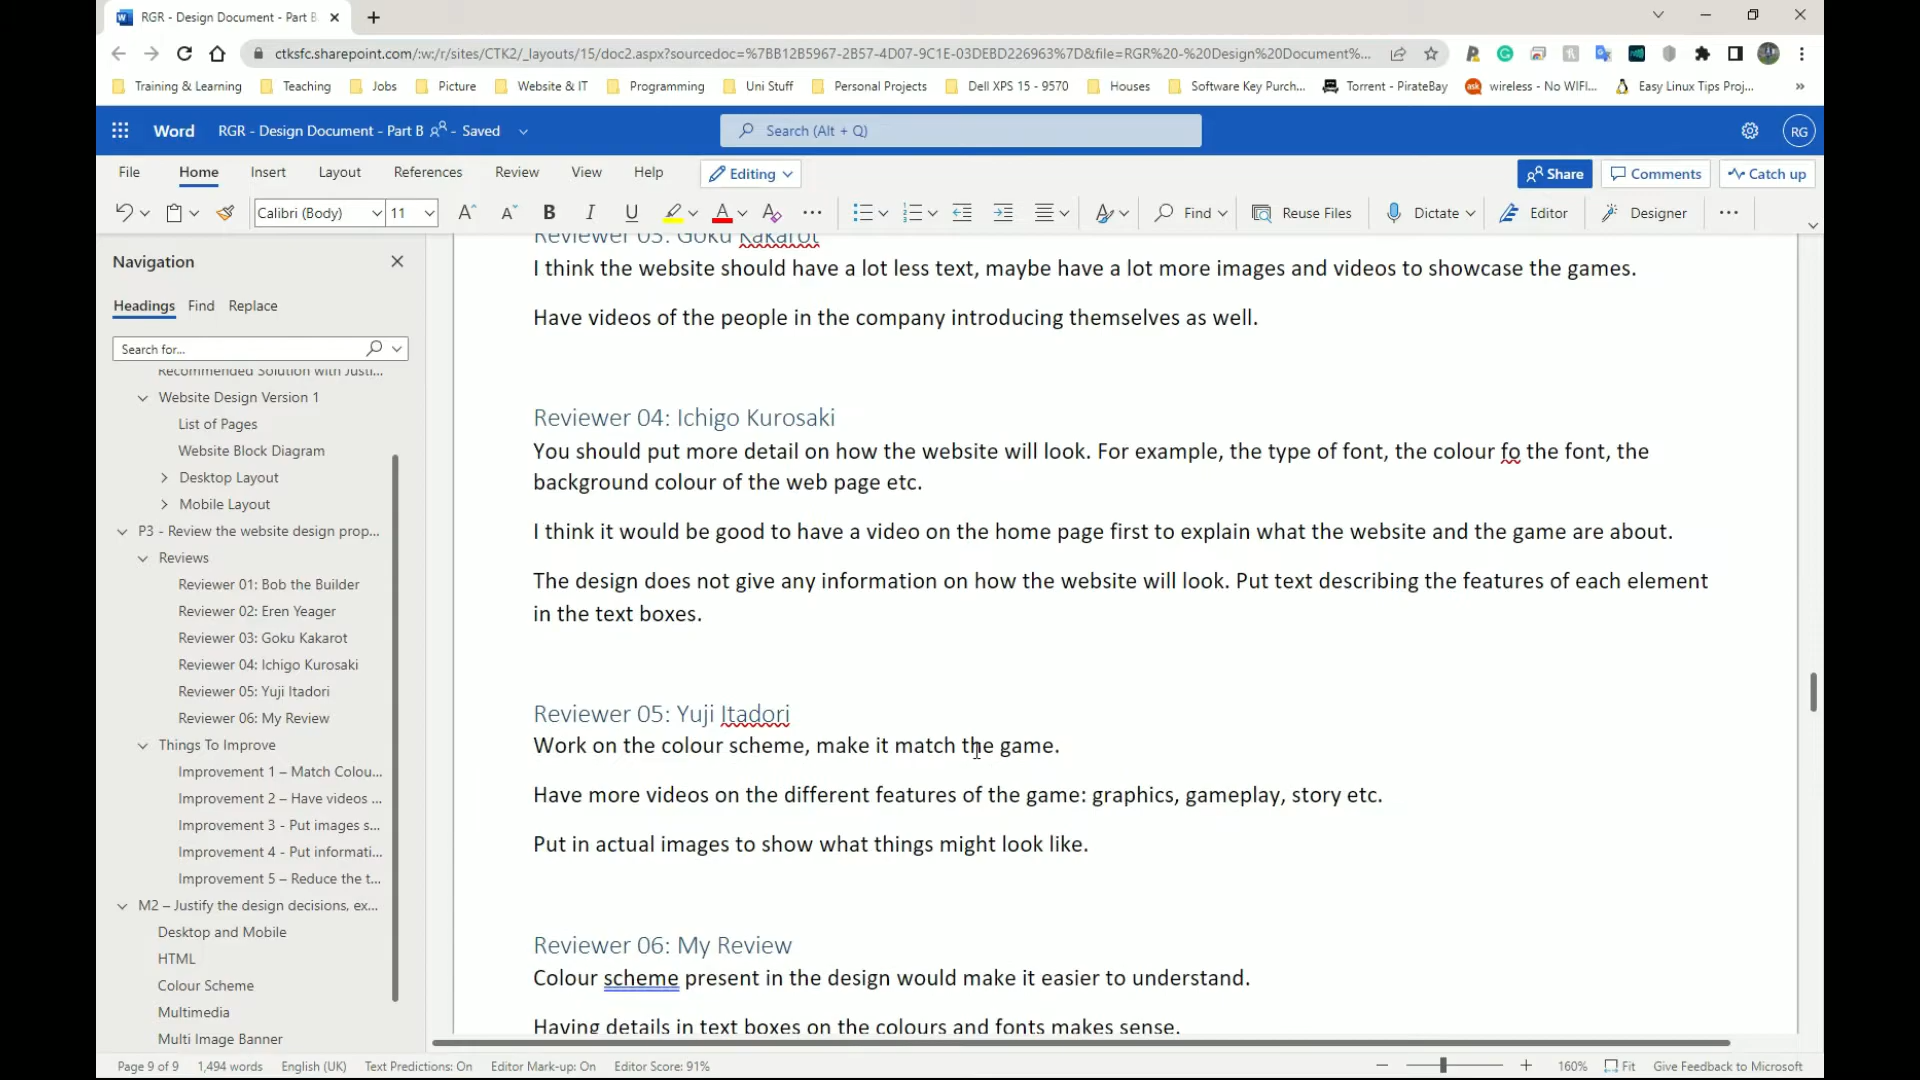 RGR - Design Document - Part B
ctksfc.sharepoint.com/:w:/r/sites/CTK2/_layouts/15/doc2.aspx?sourcedoc=%7BB12B5967-2B57-4D07-9C1E-03DEBD226963%7D&file=RGR%20-%20Design%20Document%...
Training & Learning Teaching Jobs Picture Website & IT Programming Uni Stuff Personal Projects Dell XPS 15 - 9570 Houses Software Key Purch... Torrent - PirateBay wireless - No WIFI... Easy Linux Tips Proj... »
Word RGR - Design Document - Part B - Saved Search (Alt + Q) RG
File Home Insert Layout References Review View Help Editing Share Comments Catch up
Calibri (Body) 11 A A B I U A A ... Find Reuse Files Dictate Editor Designer ...
Navigation
Headings Find Replace
Search for...
Recommended Solution with Justi...
Website Design Version 1
List of Pages
Website Block Diagram
Desktop Layout
Mobile Layout
P3 - Review the website design prop...
Reviews
Reviewer 01: Bob the Builder
Reviewer 02: Eren Yeager
Reviewer 03: Goku Kakarot
Reviewer 04: Ichigo Kurosaki
Reviewer 05: Yuji Itadori
Reviewer 06: My Review
Things To Improve
Improvement 1 – Match Colou...
Improvement 2 – Have videos ...
Improvement 3 - Put images s...
Improvement 4 - Put informati...
Improvement 5 – Reduce the t...
M2 – Justify the design decisions, ex...
Desktop and Mobile
HTML
Colour Scheme
Multimedia
Multi Image Banner
Reviewer 03: Goku Kakarot
I think the website should have a lot less text, maybe have a lot more images and videos to showcase the games.
Have videos of the people in the company introducing themselves as well.
Reviewer 04: Ichigo Kurosaki
You should put more detail on how the website will look. For example, the type of font, the colour fo the font, the
background colour of the web page etc.
I think it would be good to have a video on the home page first to explain what the website and the game are about.
The design does not give any information on how the website will look. Put text describing the features of each element
in the text boxes.
Reviewer 05: Yuji Itadori
Work on the colour scheme, make it match the game.
Have more videos on the different features of the game: graphics, gameplay, story etc.
Put in actual images to show what things might look like.
Reviewer 06: My Review
Colour scheme present in the design would make it easier to understand.
Having details in text boxes on the colours and fonts makes sense.
Page 9 of 9 1,494 words English (UK) Text Predictions: On Editor Mark-up: On Editor Score: 91% 160% Fit Give Feedback to Microsoft